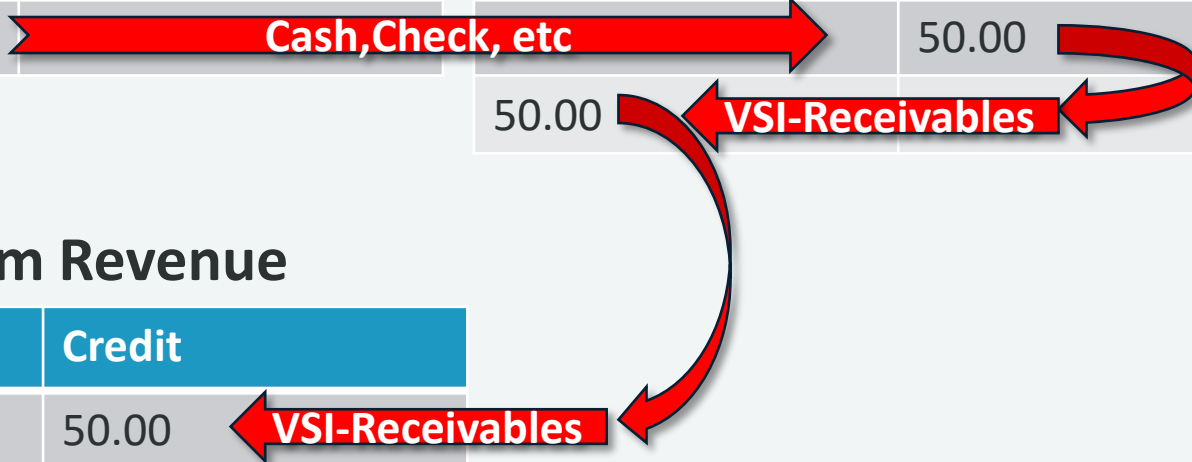 Cash,Check, etc 50.00
50.00 VSI-Receivables
m Revenue
Credit
50.00 VSI-Receivables